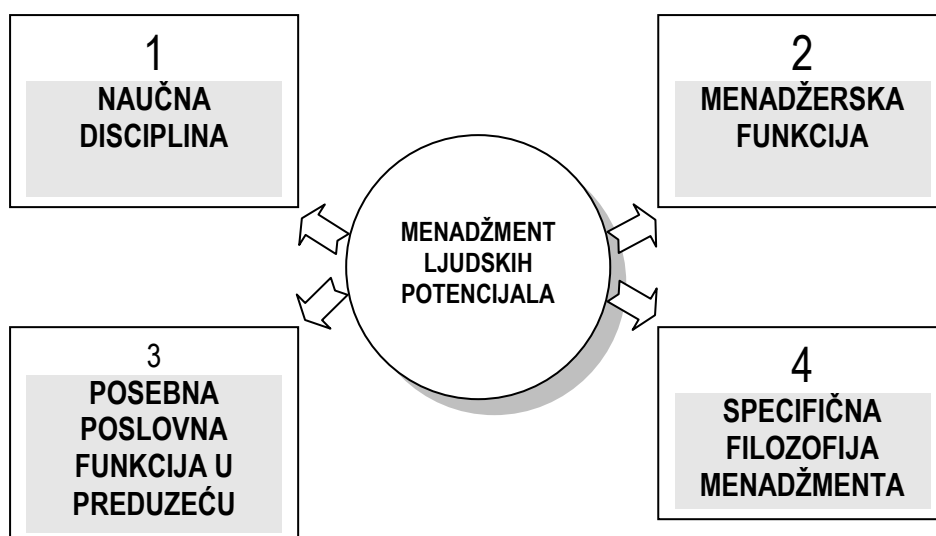 1
NAUČNA
DISCIPLINA
2
MENADŽERSKA
FUNKCIJA
MENADŽMENT
LJUDSKIH
POTENCIJALA
3
POSEBNA
POSLOVNA
FUNKCIJA U
PREDUZEĆU
4
SPECIFIČNA
FILOZOFIJA
MENADŽMENTA